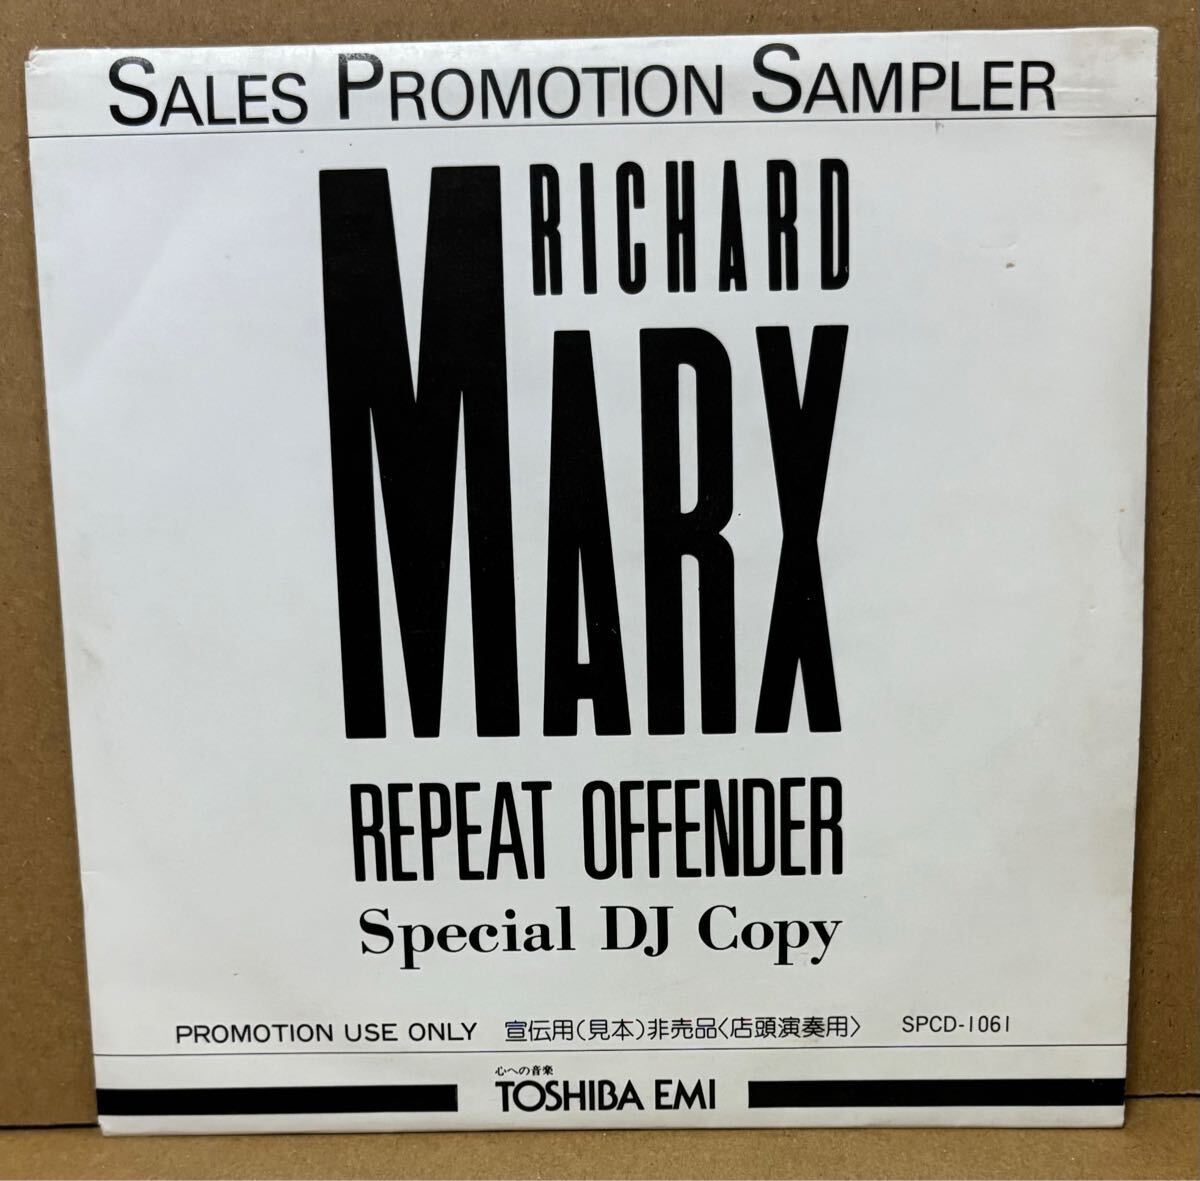 SALES PROMOTION SAMPLER
RICHARD
MARX
REPEAT OFFENDER
Special DJ Copy
PROMOTION USE ONLY 宣伝用(見本)非売品〈店頭演奏用〉 SPCD-1061
心への音楽
TOSHIBA EMI